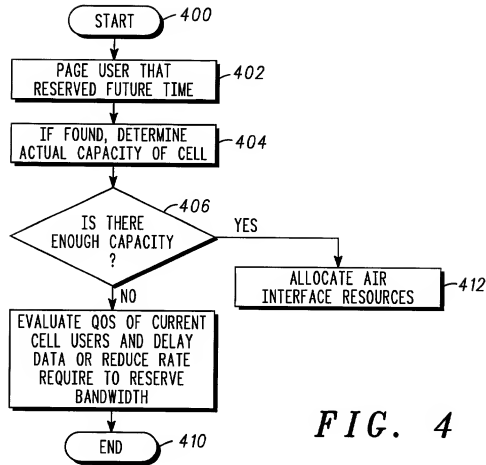 START
400
PAGE USER THAT
RESERVED FUTURE TIME
402
IF FOUND, DETERMINE
ACTUAL CAPACITY OF CELL
404
406
IS THERE
ENOUGH CAPACITY
?
YES
ALLOCATE AIR
INTERFACE RESOURCES
412
NO
EVALUATE QOS OF CURRENT
CELL USERS AND DELAY
DATA OR REDUCE RATE
REQUIRE TO RESERVE
BANDWIDTH
END
410
FIG. 4